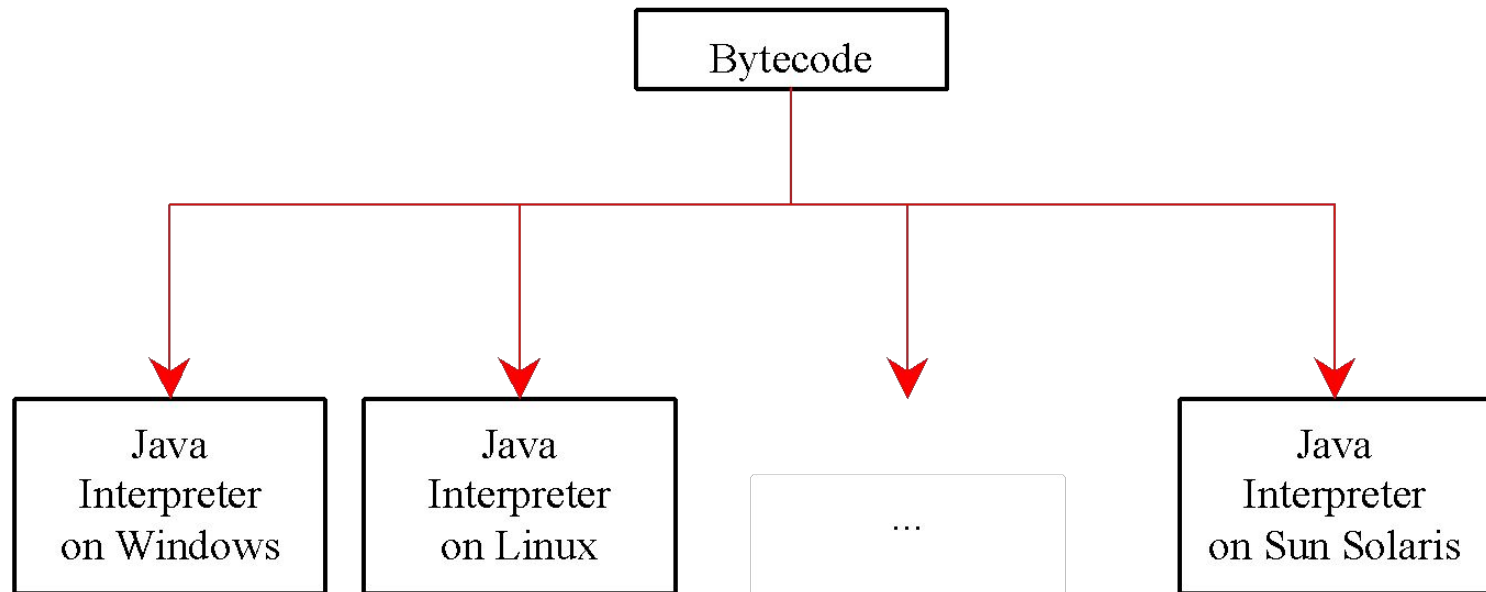 Bytecode
Java
Interpreter
on Windows
Java
Interpreter
on Linux
...
Java
Interpreter
on Sun Solaris